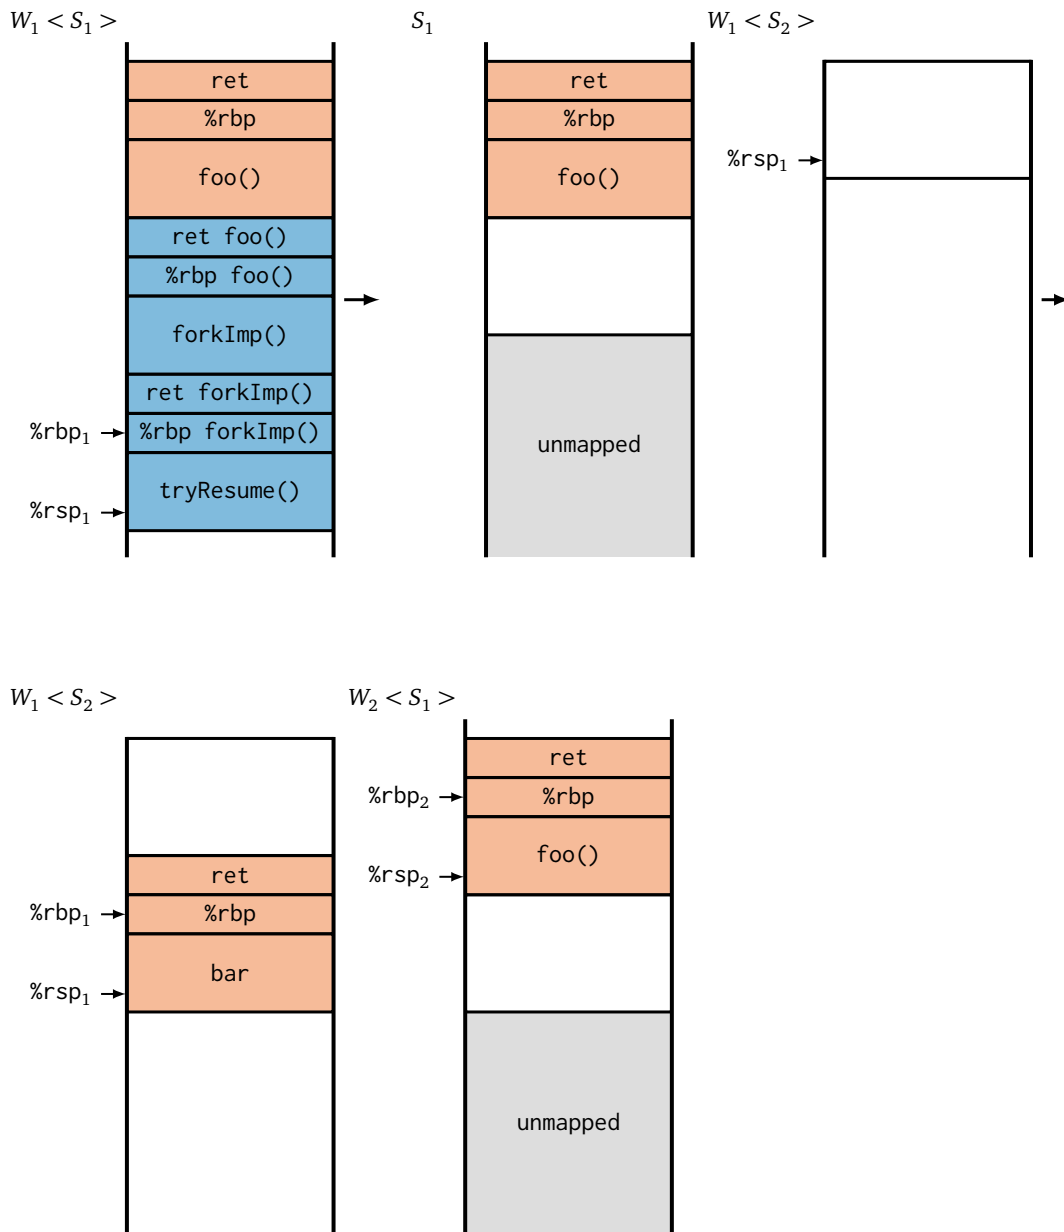 W₁ < S₁ >
ret
%rbp
foo()
ret foo()
%rbp foo()
forkImp()
ret forkImp()
%rbp₁
%rbp forkImp()
tryResume()
%rsp₁
S₁
ret
%rbp
foo()
unmapped
W₁ < S₂ >
%rsp₁
W₁ < S₂ >
ret
%rbp₁
%rbp
bar
%rsp₁
W₂ < S₁ >
ret
%rbp₂
%rbp
foo()
%rsp₂
unmapped